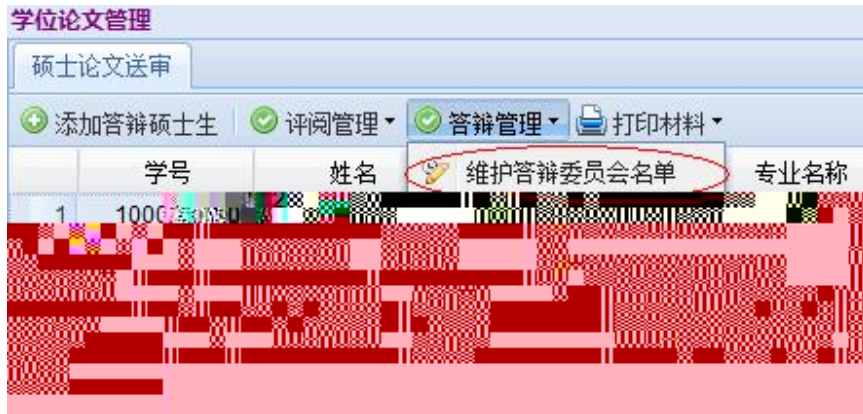 学位论文管理
硕士论文送审
添加答辩硕士生 评阅管理 答辩管理 打印材料
学号 姓名 维护答辩委员会名单 专业名称
1